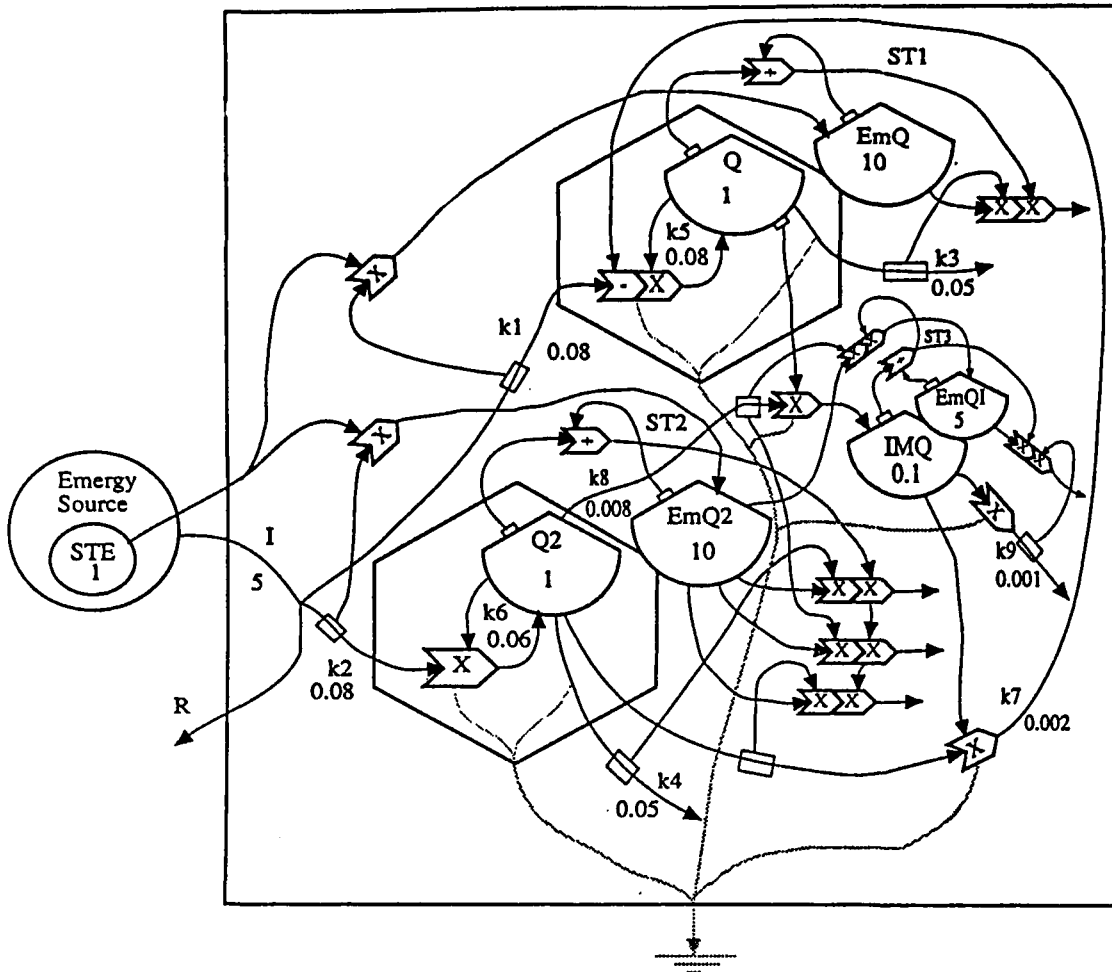 ST1
+
EmQ
10
Q
1
k5
0.08
-
X
X
X
k3
0.05
X
k1
0.08
X
X
ST3
-
EmQI
5
X
IMQ
0.1
X
X
X
ST2
÷
k8
0.008
EmQ2
10
Q2
1
X
k9
0.001
Emergy
Source
STE
1
I
5
k6
0.06
X
k2
0.08
X
X
X
X
X
X
R
k7
0.002
X
k4
0.05